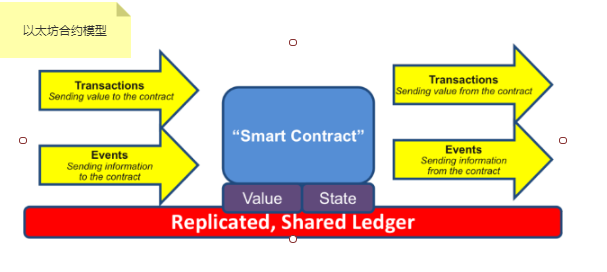 以太坊合约模型
Transactions
Sending value to the contract
Events
Sending information
to the contract
“Smart Contract”
Value
State
Transactions
Sending value from the contract
Events
Sending information
from the contract
Replicated, Shared Ledger